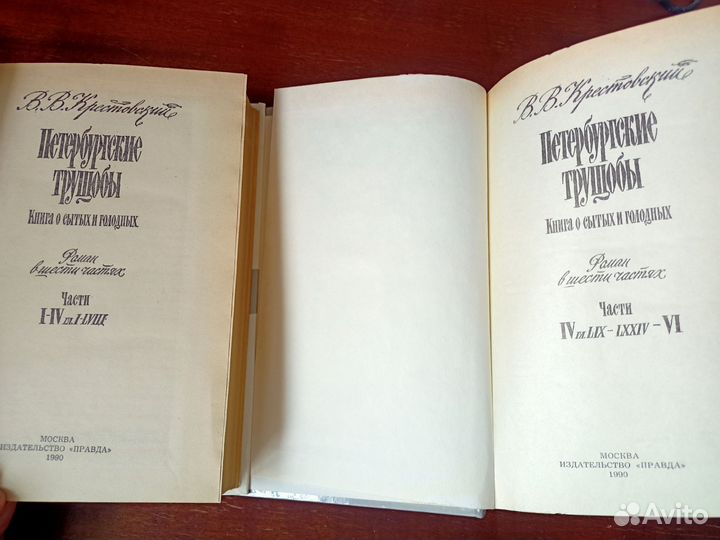 В. В. Крестовский
Петербургские
трущобы
Книга о сытых и голодных
Роман
в шести частях
Части
I-IV гл. I-LVIII
МОСКВА
ИЗДАТЕЛЬСТВО «ПРАВДА»
1990
В. В. Крестовский
Петербургские
трущобы
Книга о сытых и голодных
Роман
в шести частях
Части
IV гл. LIX - LXXIV - VI
МОСКВА
ИЗДАТЕЛЬСТВО «ПРАВДА»
1990
Avito